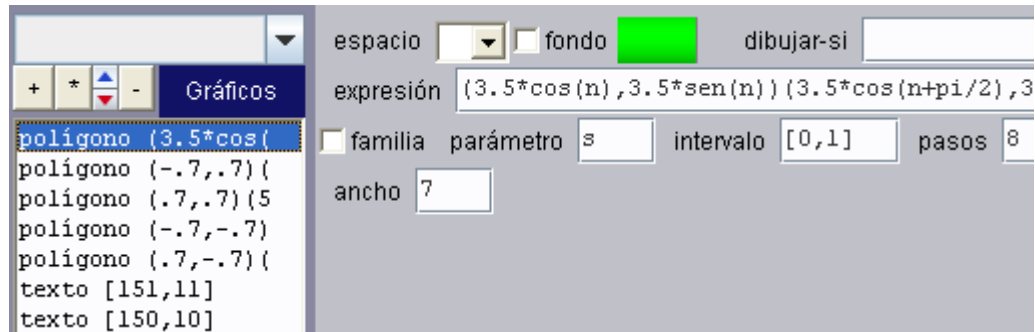 espacio fondo dibujar-si
+ * - Gráficos
expresión (3.5*cos(n),3.5*sen(n))(3.5*cos(n+pi/2),3
polígono (3.5*cos(
familia parámetro s intervalo [0,1] pasos 8
polígono (-.7,.7)(
polígono (.7,.7)(5
ancho 7
polígono (-.7,-.7)
polígono (.7,-.7)(
texto [151,11]
texto [150,10]